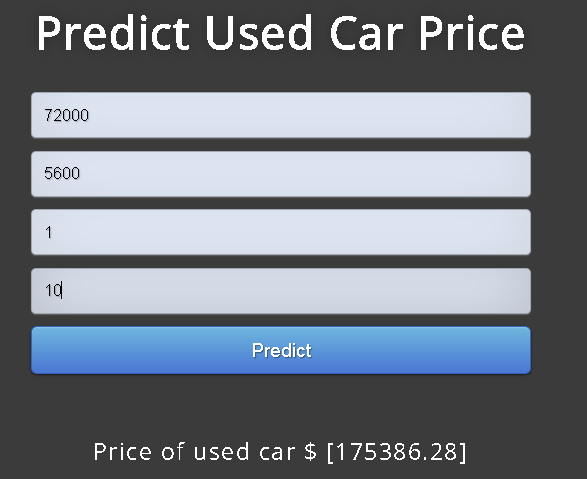 Predict Used Car Price
72000
5600
1
10
Predict
Price of used car $ [175386.28]